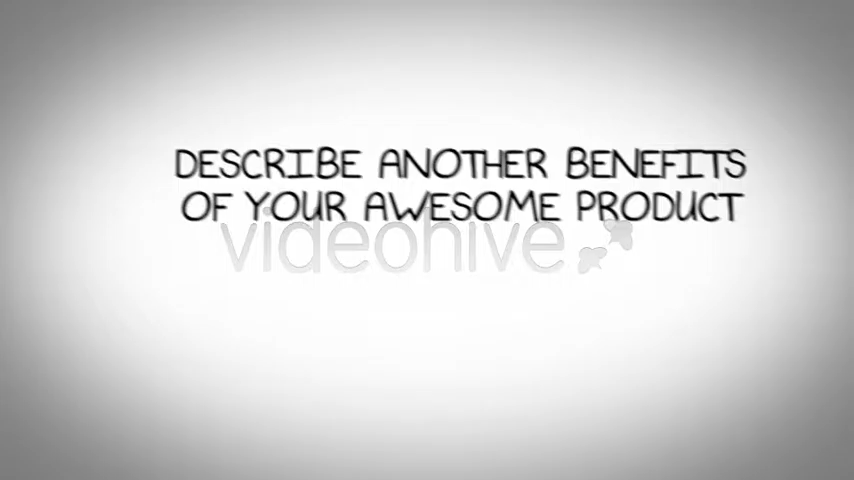 DESCRIBE ANOTHER BENEFITS
OF YOUR AWESOME PRODUCT
videohive